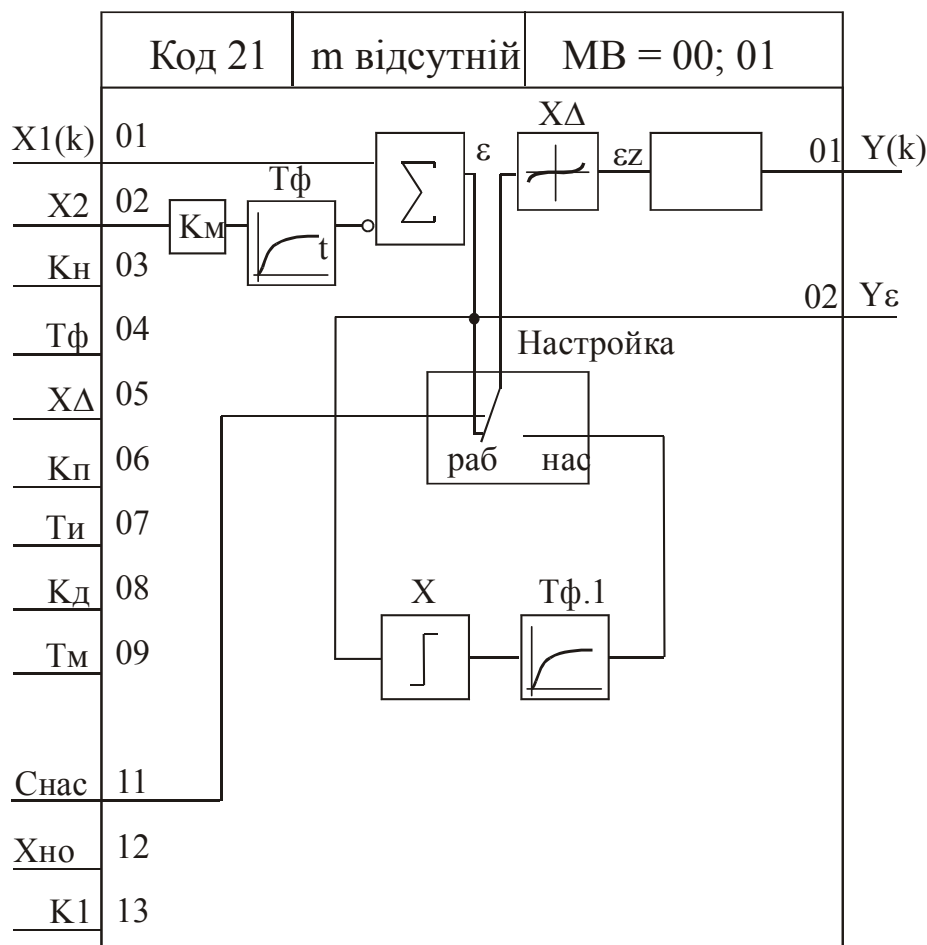 Код 21 m відсутній МВ = 00; 01
X1(k) 01 ε XΔ εz 01 Y(k)
X2 02 Kм Tф t Σ
Kн 03 02 Yε
Tф 04 Настройка
XΔ 05
Kп 06 раб нас
Tи 07
Kд 08 X Tф.1
Tм 09
Cнас 11
Xно 12
K1 13